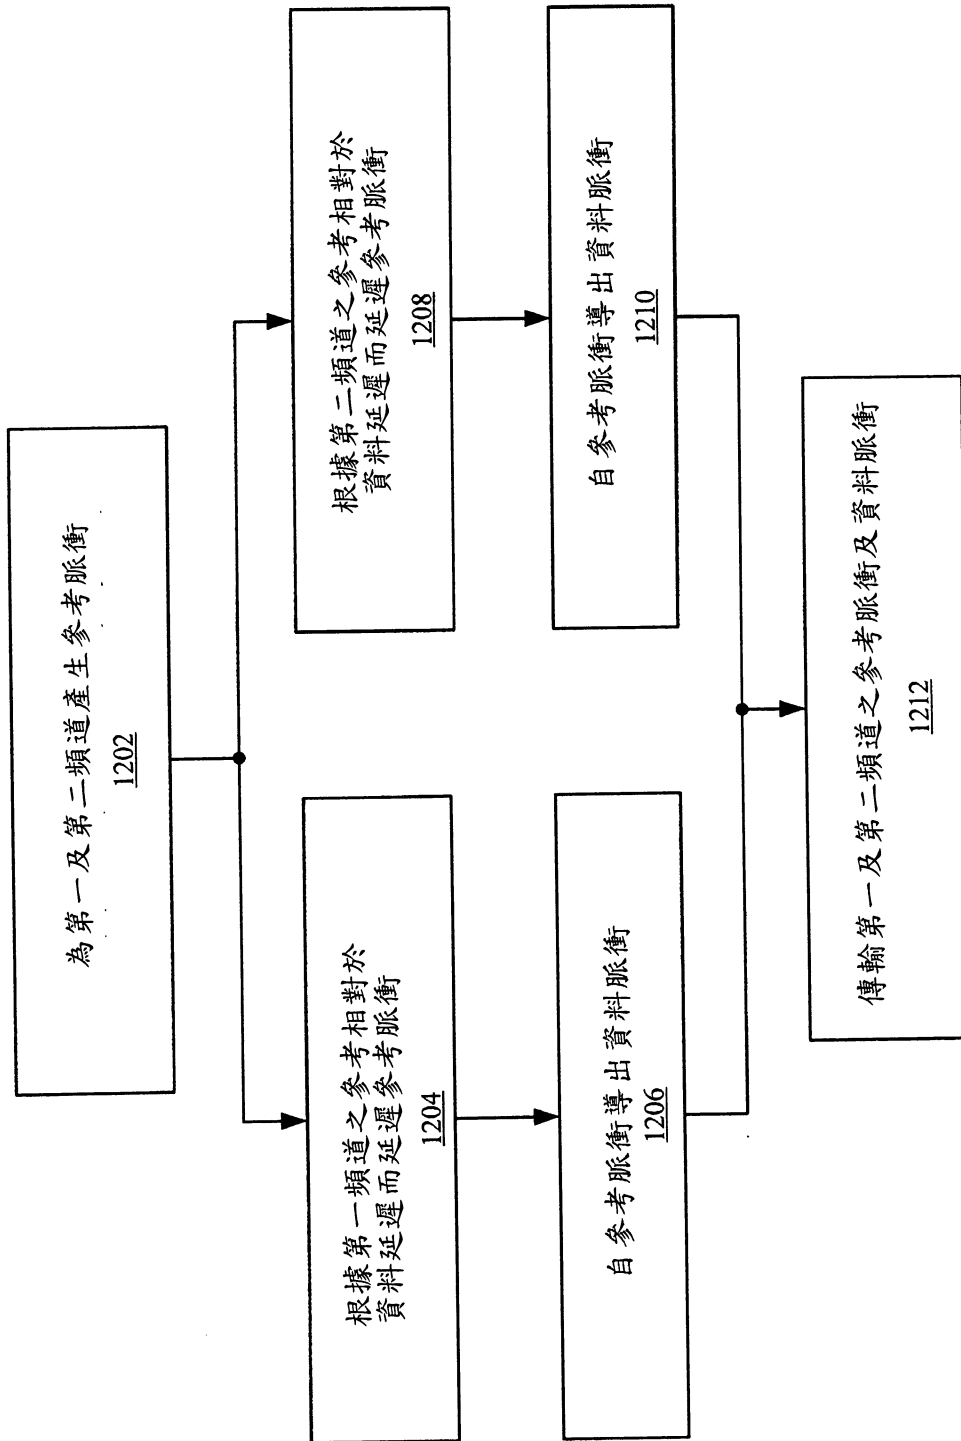 為第一及第二頻道產生參考脈衝
1202
根據第一頻道之參考相對於
資料延遲而延遲參考脈衝
1204
自參考脈衝導出資料脈衝
1206
根據第二頻道之參考相對於
資料延遲而延遲參考脈衝
1208
自參考脈衝導出資料脈衝
1210
傳輸第一及第二頻道之參考脈衝及資料脈衝
1212